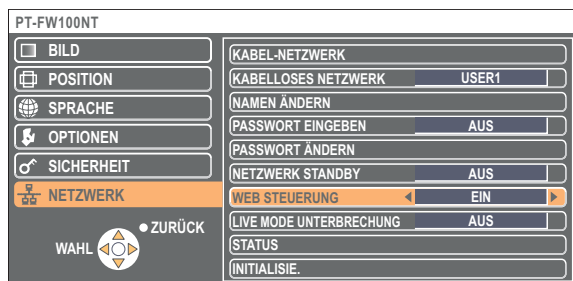 PT-FW100NT
BILD
POSITION
SPRACHE
OPTIONEN
SICHERHEIT
NETZWERK
ZURÜCK
WAHL
KABEL-NETZWERK
KABELLOSES NETZWERK USER1
NAMEN ÄNDERN
PASSWORT EINGEBEN AUS
PASSWORT ÄNDERN
NETZWERK STANDBY AUS
WEB STEUERUNG EIN
LIVE MODE UNTERBRECHUNG AUS
STATUS
INITIALISIE.